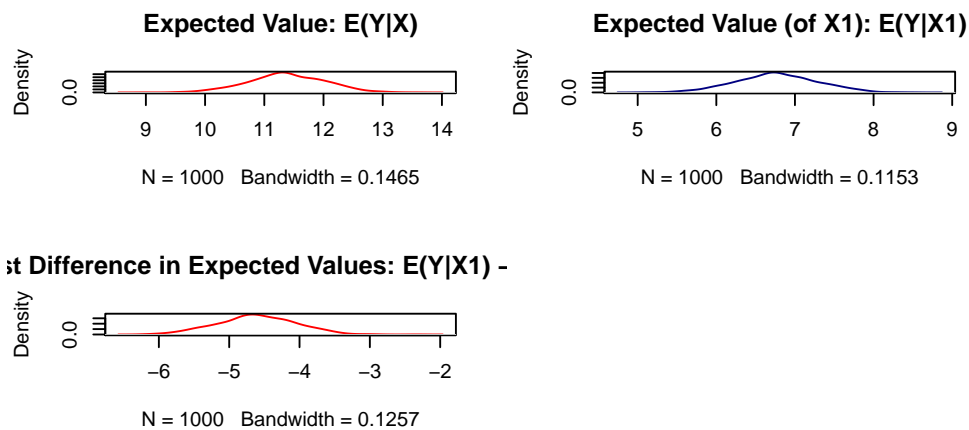 Expected Value: E(Y|X)
Density
0.0
9 10 11 12 13 14
N = 1000 Bandwidth = 0.1465
Expected Value (of X1): E(Y|X1)
Density
0.0
5 6 7 8 9
N = 1000 Bandwidth = 0.1153
st Difference in Expected Values: E(Y|X1) −
Density
0.0
−6 −5 −4 −3 −2
N = 1000 Bandwidth = 0.1257